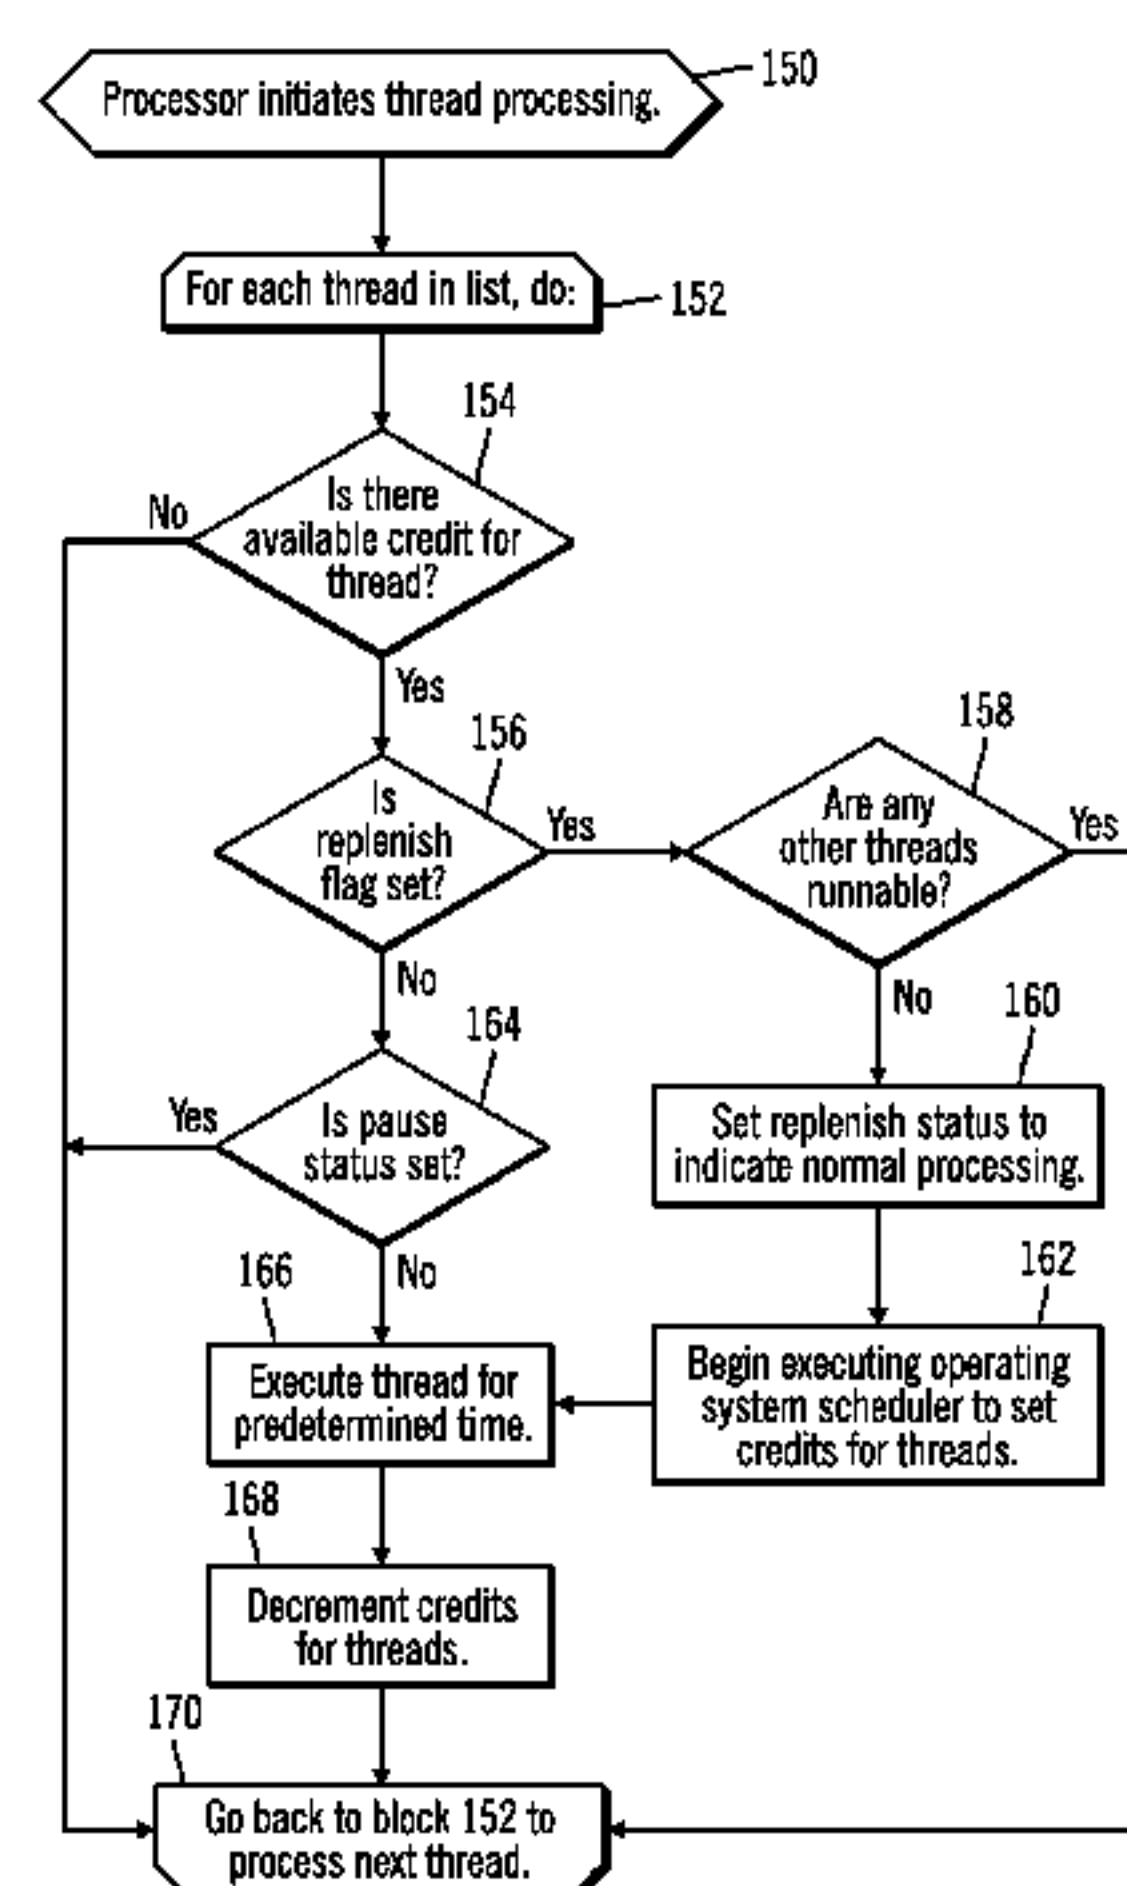 150
Processor initiates thread processing.
For each thread in list, do:
152
154
No
Is there
available credit for
thread?
Yes
156
158
Is
replenish
flag set?
Yes
Are any
other threads
runnable?
Yes
No
No
164
160
Yes
Is pause
status set?
Set replenish status to
indicate normal processing.
166
No
162
Execute thread for
predetermined time.
Begin executing operating
system scheduler to set
credits for threads.
168
Decrement credits
for threads.
170
Go back to block 152 to
process next thread.